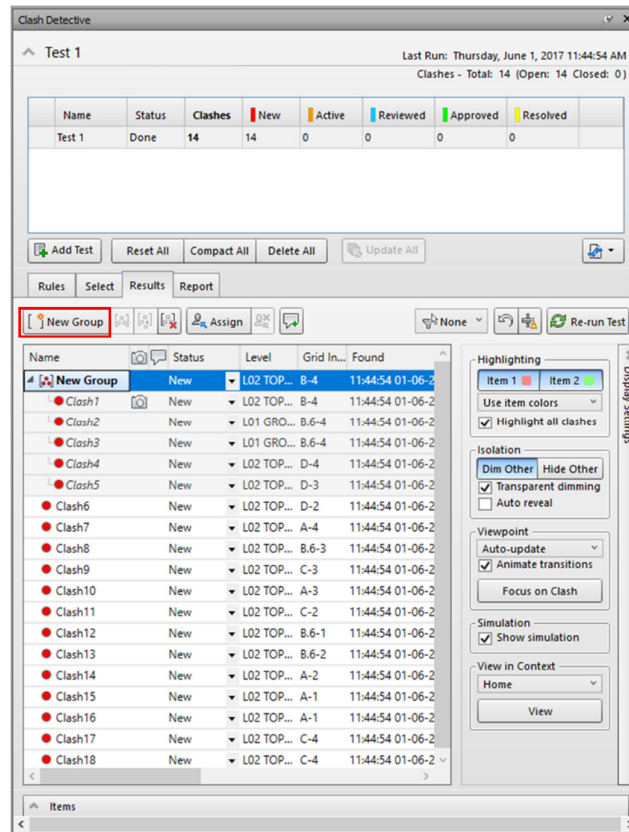 Clash Detective
Test 1
Last Run: Thursday, June 1, 2017 11:44:54 AM
Clashes - Total: 14 (Open: 14 Closed: 0)
Name Status Clashes New Active Reviewed Approved Resolved
Test 1 Done 14 14 0 0 0 0
Add Test Reset All Compact All Delete All Update All
Rules Select Results Report
New Group Assign None Re-run Test
Name Status Level Grid In... Found
New Group New L02 TOP... B-4 11:44:54 01-06-2
Clash1 New L02 TOP... B-4 11:44:54 01-06-2
Clash2 New L01 GRO... B.6-4 11:44:54 01-06-2
Clash3 New L01 GRO... B.6-4 11:44:54 01-06-2
Clash4 New L02 TOP... D-4 11:44:54 01-06-2
Clash5 New L02 TOP... D-3 11:44:54 01-06-2
Clash6 New L02 TOP... D-2 11:44:54 01-06-2
Clash7 New L02 TOP... A-4 11:44:54 01-06-2
Clash8 New L02 TOP... B.6-3 11:44:54 01-06-2
Clash9 New L02 TOP... C-3 11:44:54 01-06-2
Clash10 New L02 TOP... A-3 11:44:54 01-06-2
Clash11 New L02 TOP... C-2 11:44:54 01-06-2
Clash12 New L02 TOP... B.6-1 11:44:54 01-06-2
Clash13 New L02 TOP... B.6-2 11:44:54 01-06-2
Clash14 New L02 TOP... A-2 11:44:54 01-06-2
Clash15 New L02 TOP... A-1 11:44:54 01-06-2
Clash16 New L02 TOP... A-1 11:44:54 01-06-2
Clash17 New L02 TOP... C-4 11:44:54 01-06-2
Clash18 New L02 TOP... C-4 11:44:54 01-06-2
Highlighting
Item 1 Item 2
Use item colors
Highlight all clashes
Isolation
Dim Other Hide Other
Transparent dimming
Auto reveal
Viewpoint
Auto-update
Animate transitions
Focus on Clash
Simulation
Show simulation
View in Context
Home
View
Display Settings
Items